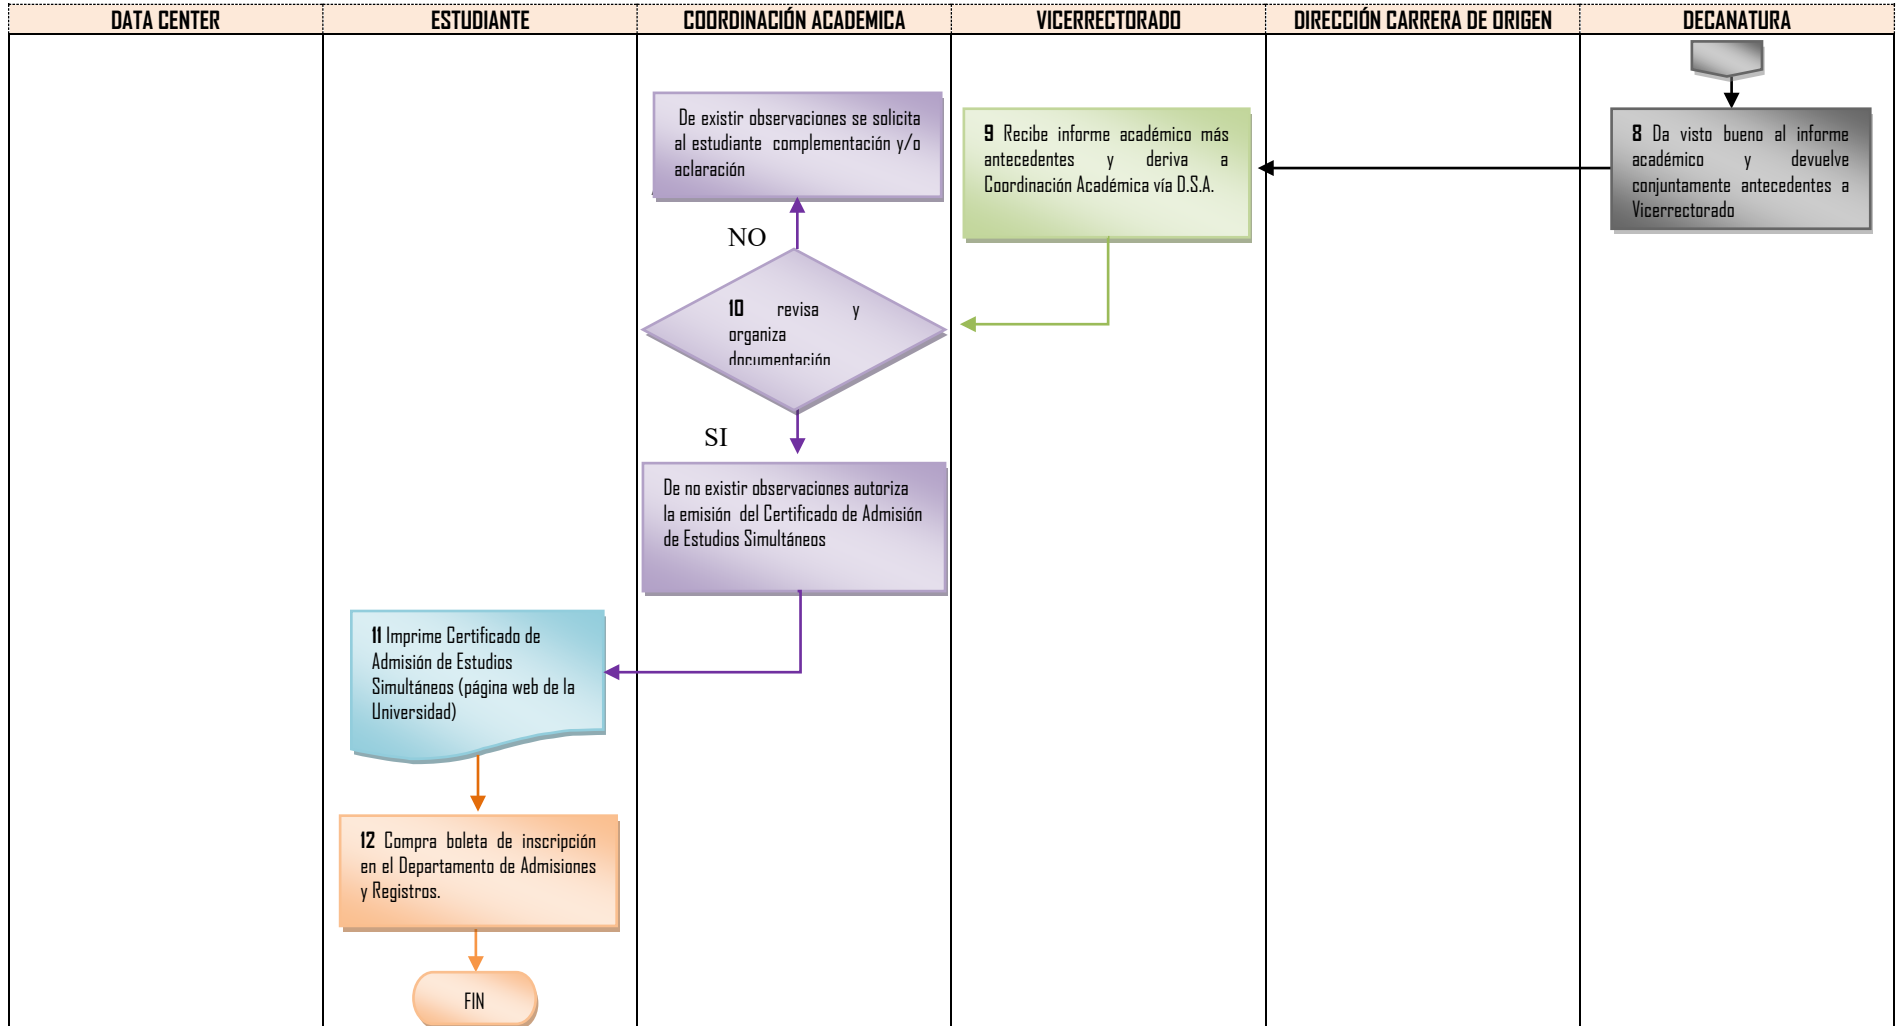 DATA CENTER
ESTUDIANTE
COORDINACIÓN ACADEMICA
VICERRECTORADO
DIRECCIÓN CARRERA DE ORIGEN
DECANATURA
8 Da visto bueno al informe
académico y devuelve
conjuntamente antecedentes a
Vicerrectorado
9 Recibe informe académico más
antecedentes y deriva a
Coordinación Académica vía D.S.A.
De existir observaciones se solicita
al estudiante complementación y/o
aclaración
NO
10 revisa y
organiza
documentación
SI
De no existir observaciones autoriza
la emisión del Certificado de Admisión
de Estudios Simultáneos
11 Imprime Certificado de
Admisión de Estudios
Simultáneos (página web de la
Universidad)
12 Compra boleta de inscripción
en el Departamento de Admisiones
y Registros.
FIN